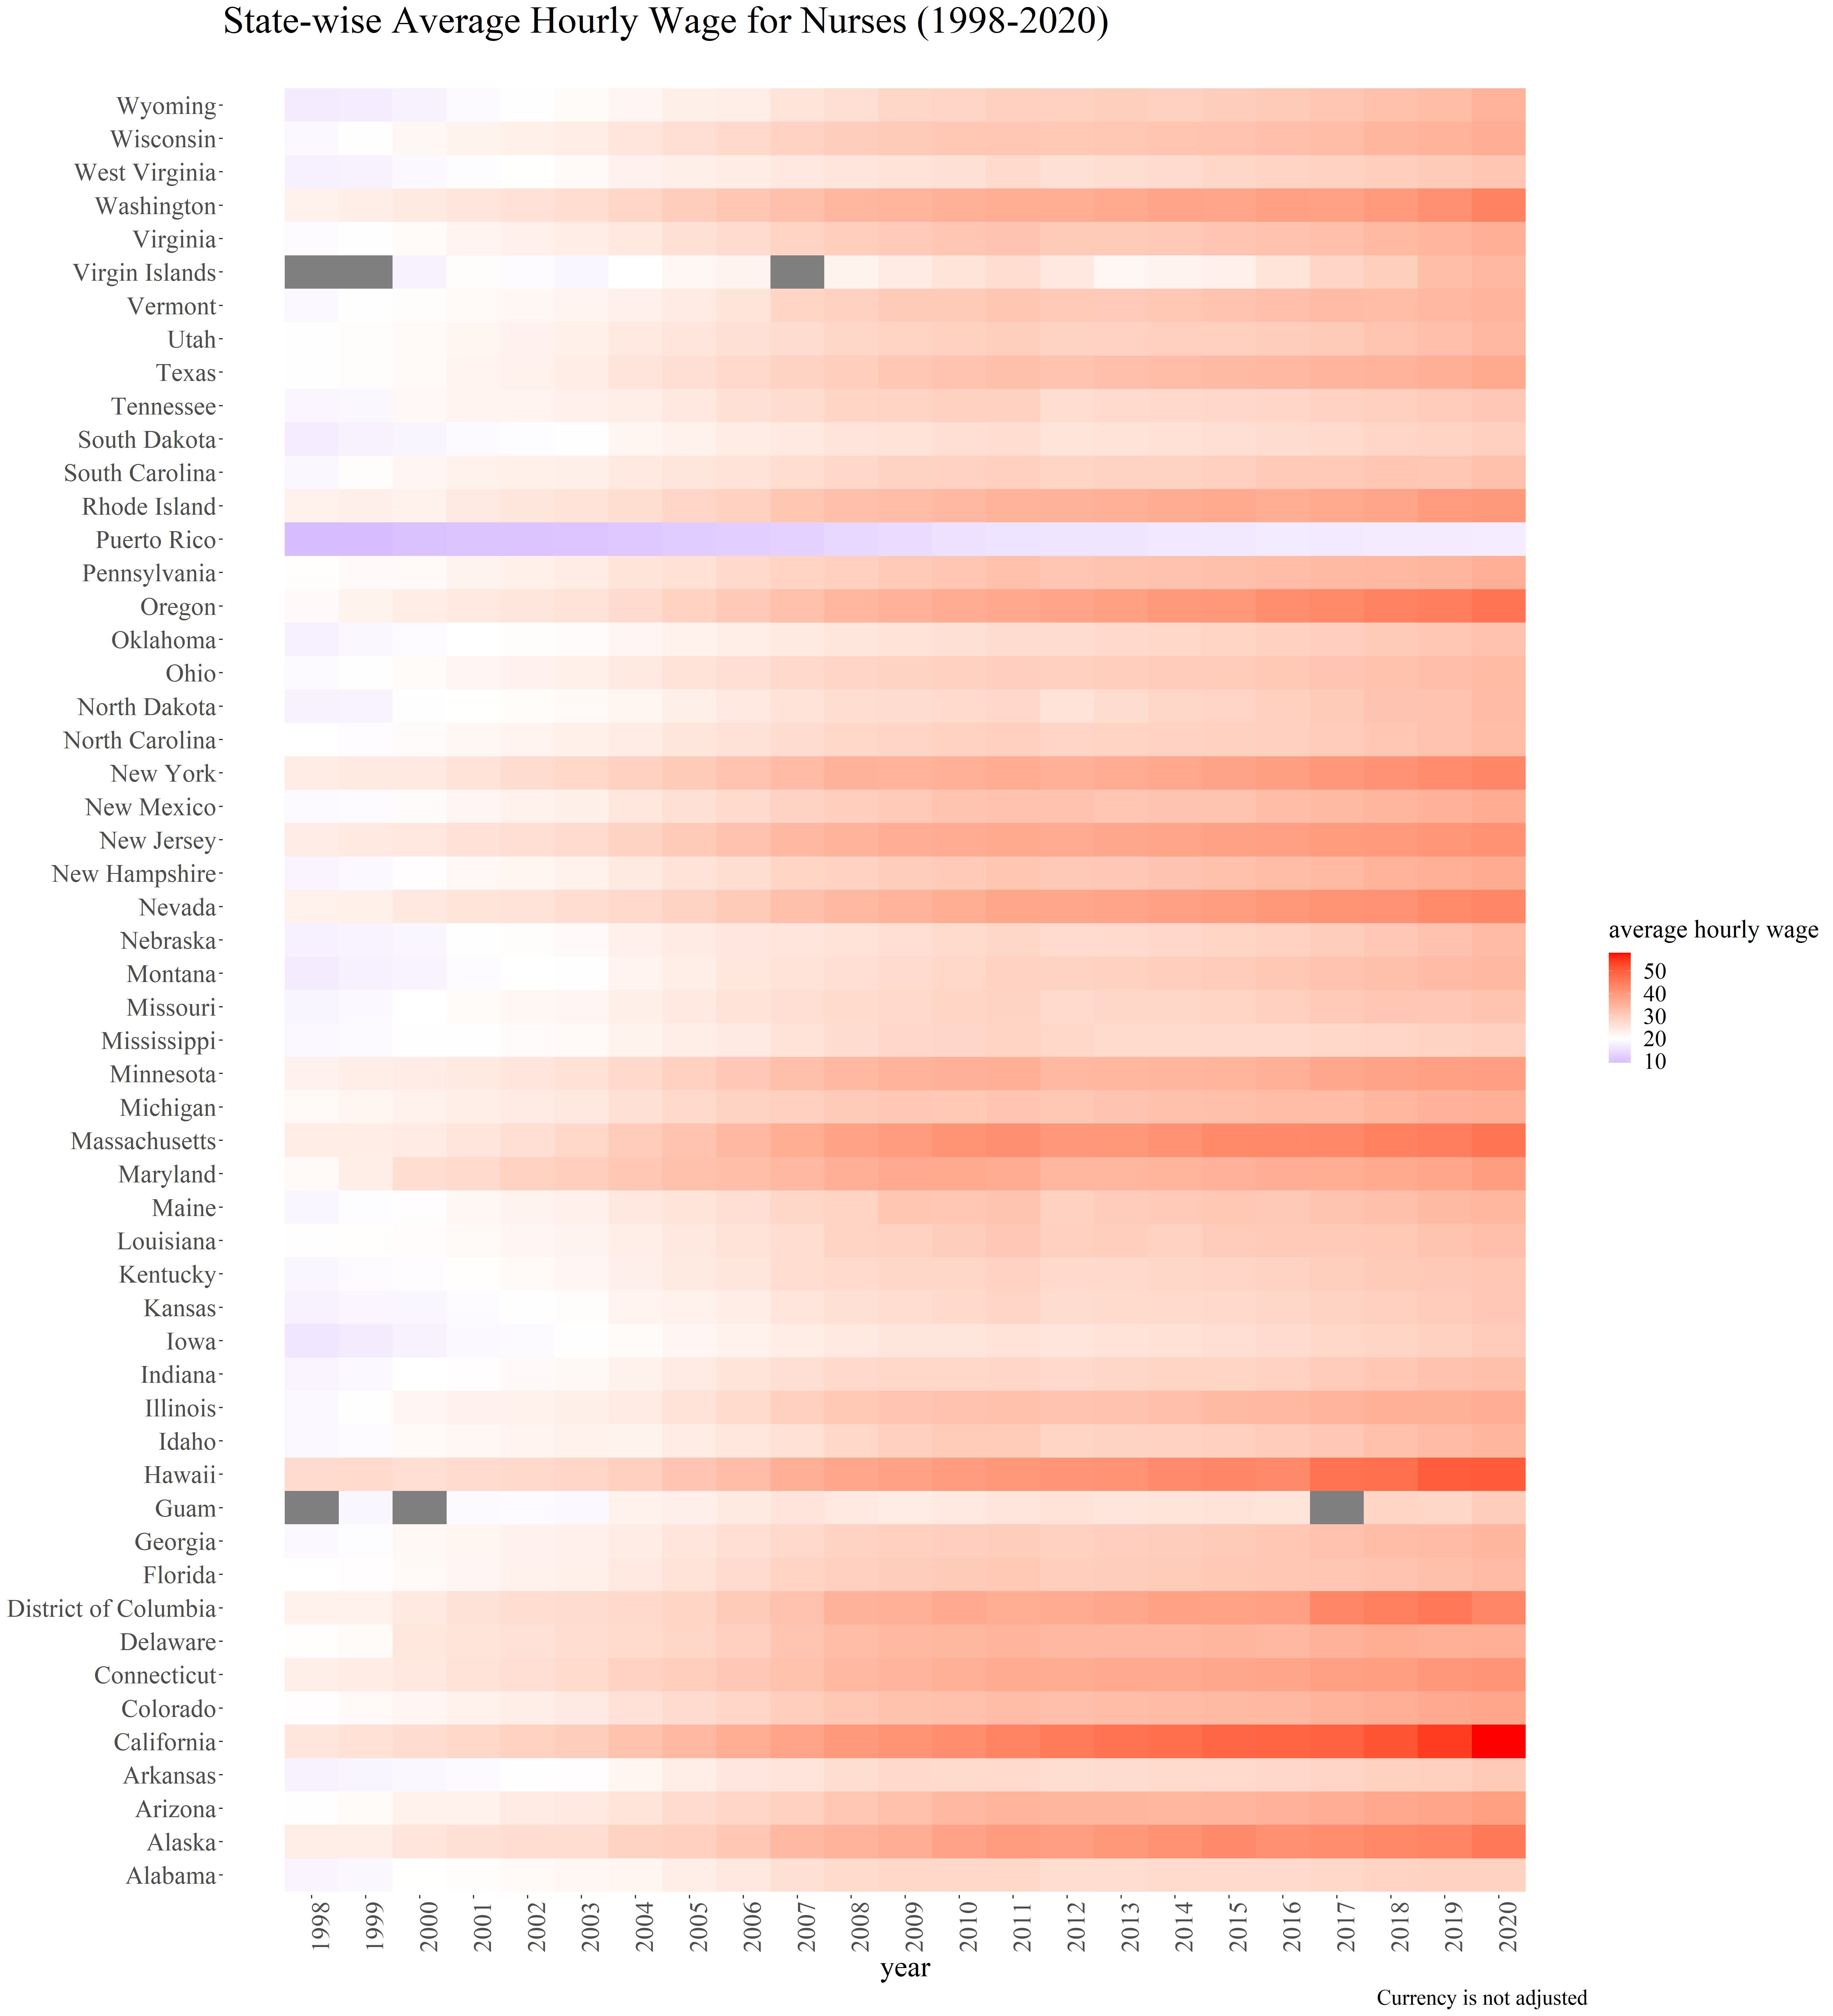 State-wise Average Hourly Wage for Nurses (1998-2020)
Wyoming
Wisconsin
West Virginia
Washington
Virginia
Virgin Islands
Vermont
Utah
Texas
Tennessee
South Dakota
South Carolina
Rhode Island
Puerto Rico
Pennsylvania
Oregon
Oklahoma
Ohio
North Dakota
North Carolina
New York
New Mexico
New Jersey
New Hampshire
Nevada
Nebraska
Montana
Missouri
Mississippi
Minnesota
Michigan
Massachusetts
Maryland
Maine
Louisiana
Kentucky
Kansas
Iowa
Indiana
Illinois
Idaho
Hawaii
Guam
Georgia
Florida
District of Columbia
Delaware
Connecticut
Colorado
California
Arkansas
Arizona
Alaska
Alabama
average hourly wage
50
40
30
20
10
1998 1999 2000 2001 2002 2003 2004 2005 2006 2007 2008 2009 2010 2011 2012 2013 2014 2015 2016 2017 2018 2019 2020
year
Currency is not adjusted